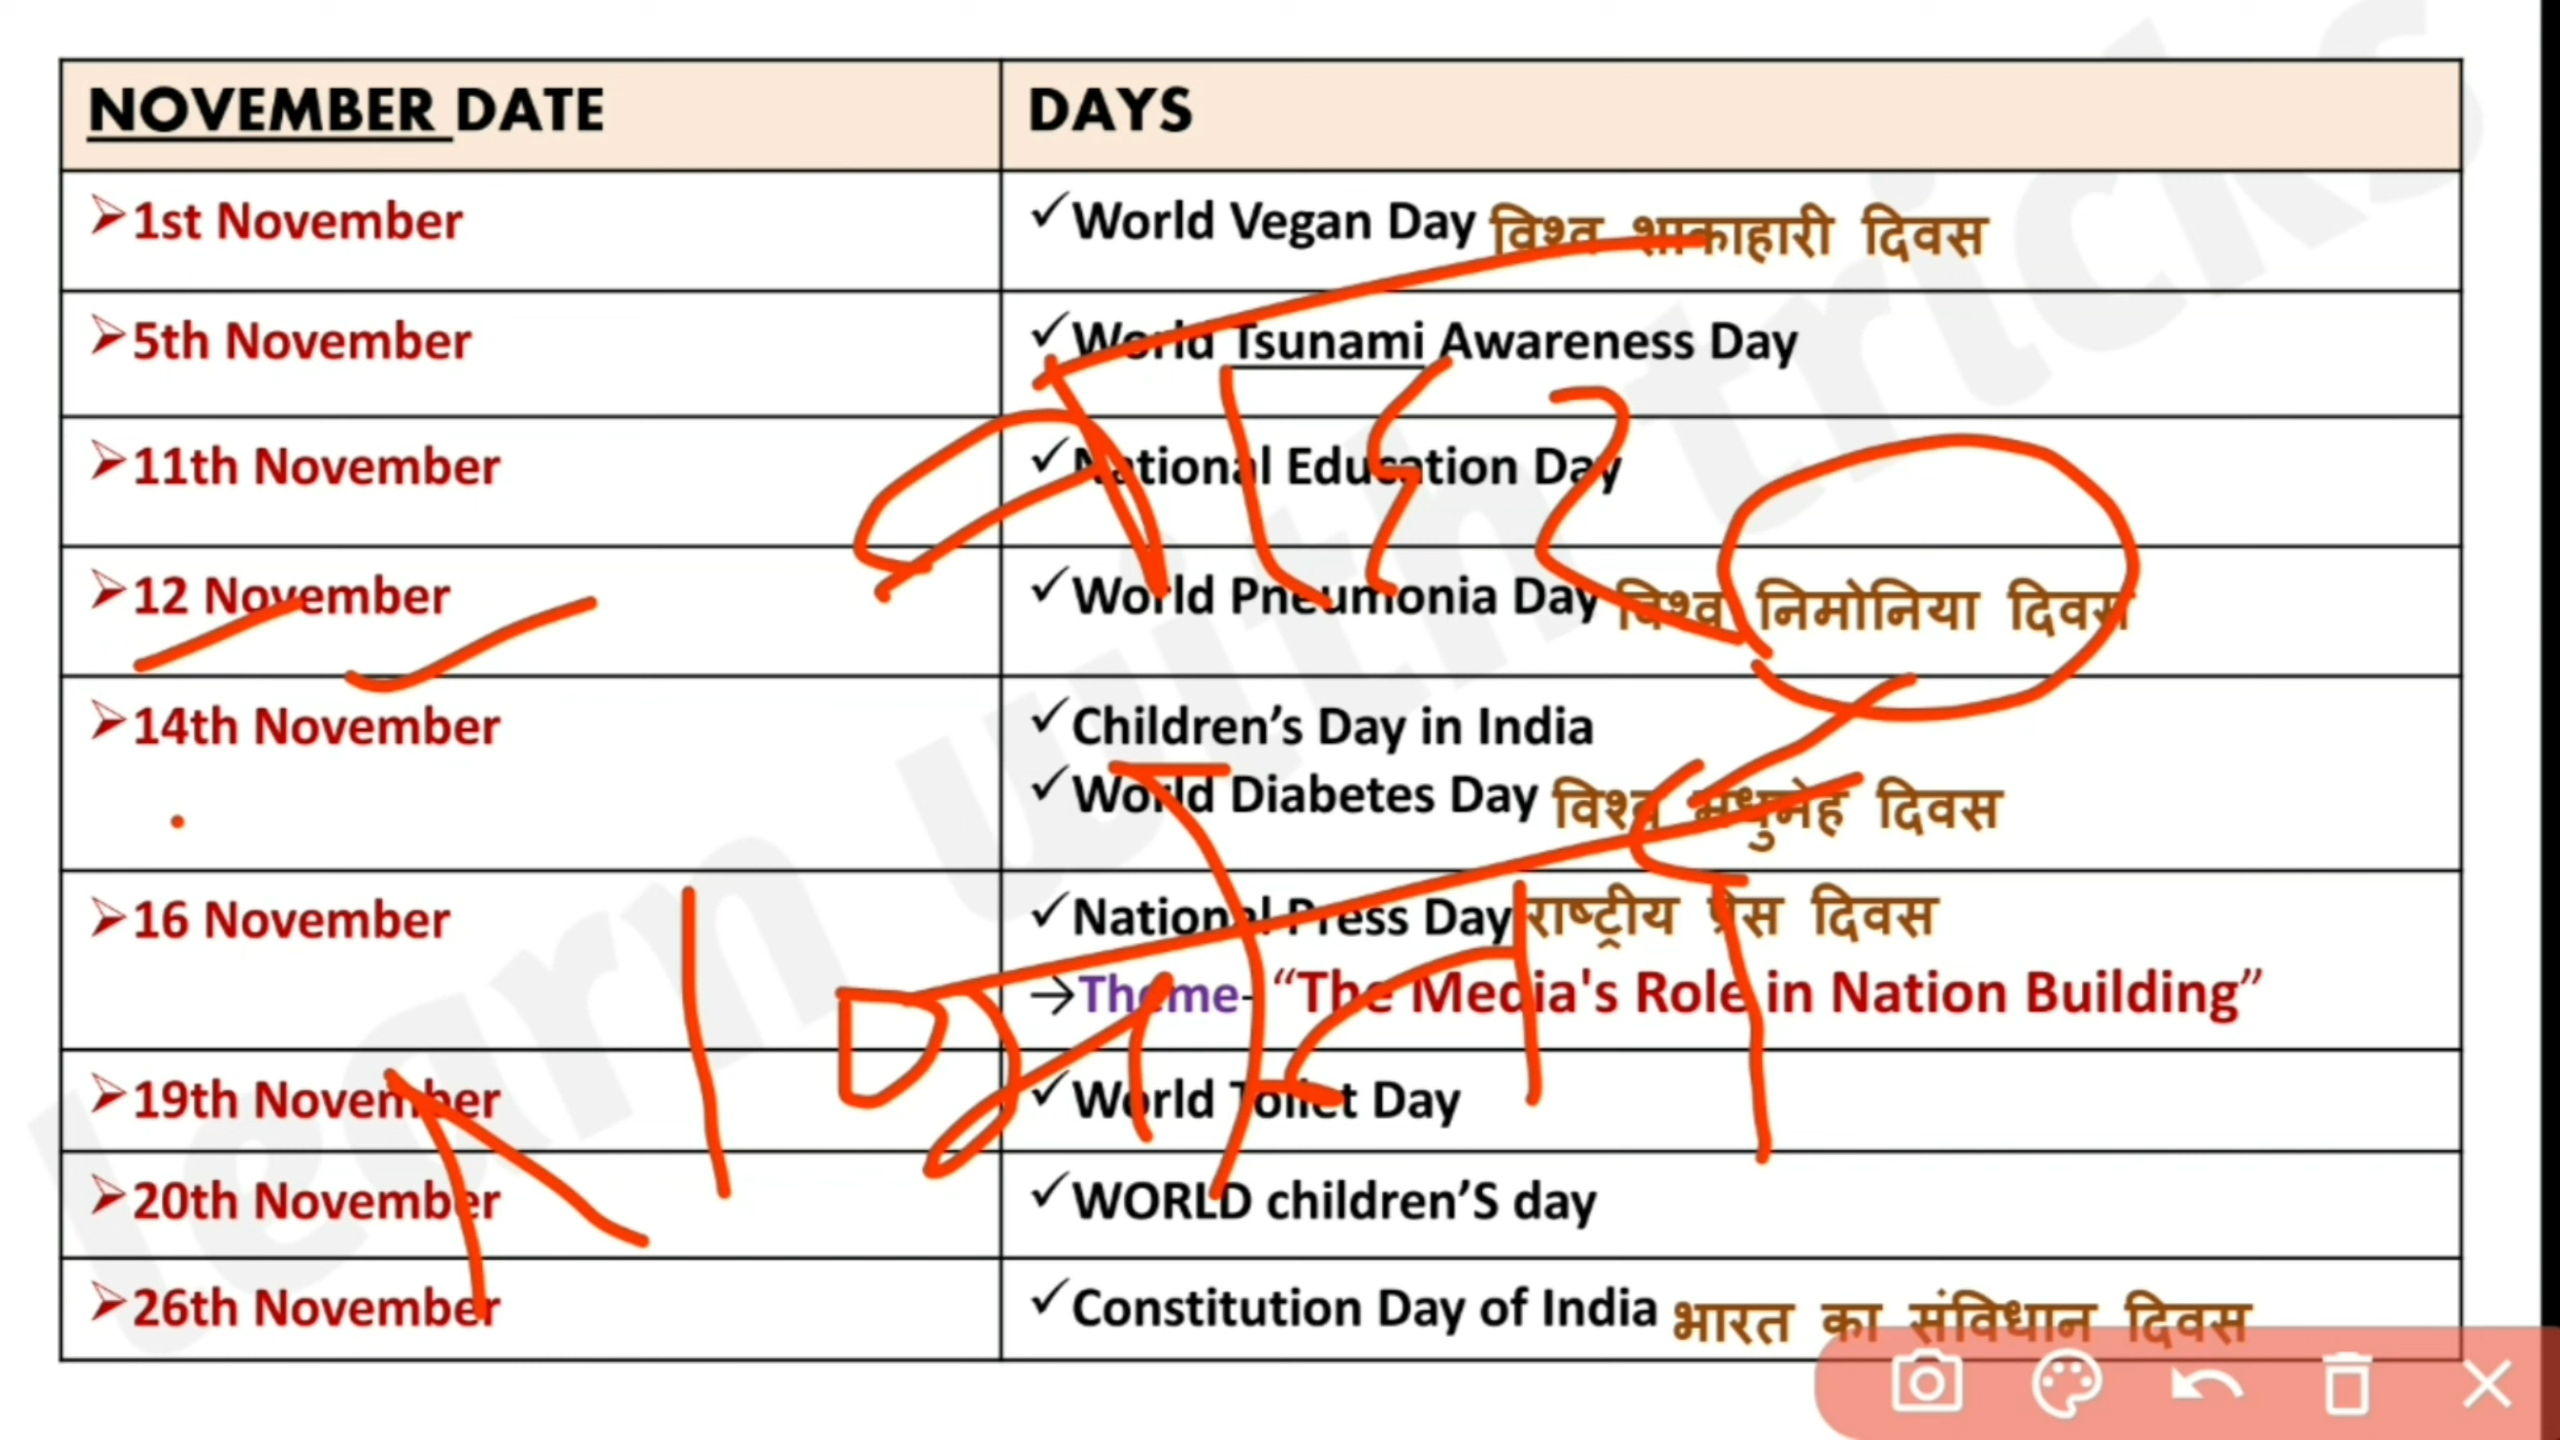 NOVEMBER DATE DAYS
➢1st November ✓World Vegan Day विश्व शाकाहारी दिवस
➢5th November ✓World Tsunami Awareness Day
➢11th November ✓National Education Day
➢12 November ✓World Pneumonia Day विश्व निमोनिया दिवस
➢14th November ✓Children’s Day in India
✓World Diabetes Day विश्व मधुमेह दिवस
➢16 November ✓National Press Day राष्ट्रीय प्रेस दिवस
→Theme- “The Media's Role in Nation Building”
➢19th November ✓World Toilet Day
➢20th November ✓WORLD children’S day
➢26th November ✓Constitution Day of India भारत का संविधान दिवस
learn with tricks